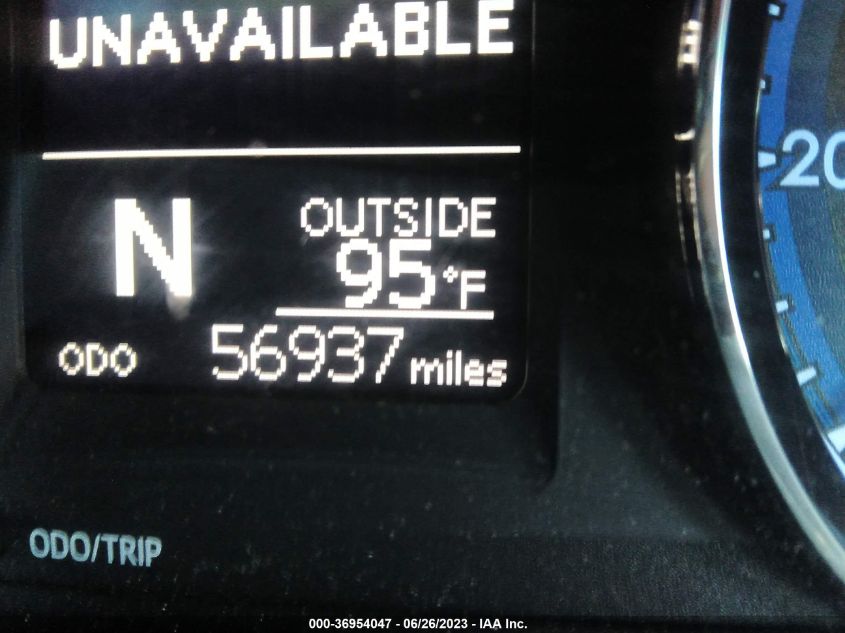 UNAVAILABLE
N
OUTSIDE
95°F
ODO 56937 miles
20
ODO/TRIP
000-36954047 - 06/26/2023 - IAA Inc.